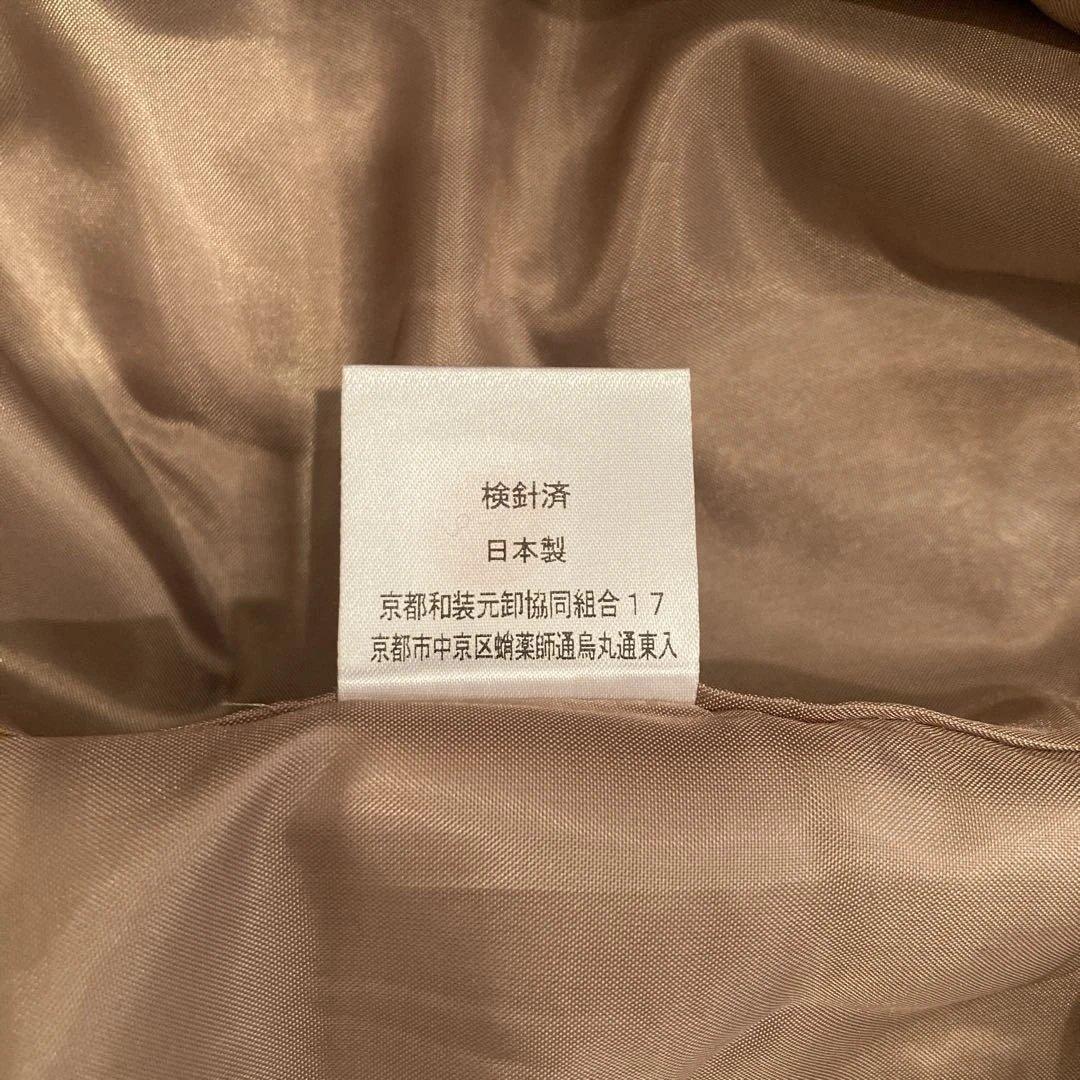 検針済
日本製
京都和装元卸協同組合１７
京都市中京区蛸薬師通烏丸通東入